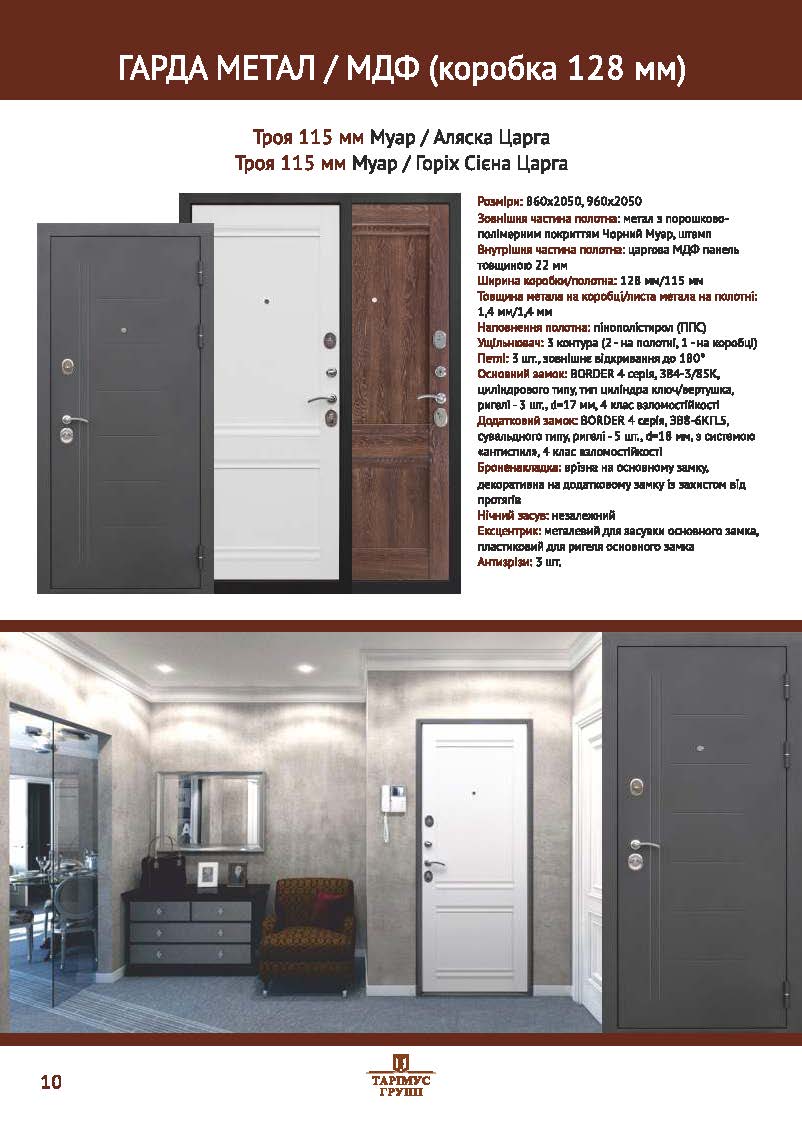 ГАРДА МЕТАЛ / МДФ (коробка 128 мм)
Троя 115 мм Муар / Аляска Царга
Троя 115 мм Муар / Горіх Сієна Царга
Розміри: 860х2050, 960х2050
Зовнішня частина полотна: метал з порошково-
полімерним покриттям Чорний Муар, штамп
Внутрішня частина полотна: царгова МДФ панель
товщиною 22 мм
Ширина коробки/полотна: 128 мм/115 мм
Товщина метала на коробці/листа метала на полотні:
1,4 мм/1,4 мм
Наповнення полотна: пінополістирол (ППС)
Ущільнювач: 3 контура (2 - на полотні, 1 - на коробці)
Петлі: 3 шт., зовнішнє відкривання до 180°
Основний замок: BORDER 4 серія, ЗВ4-3/85К,
циліндрового типу, тип циліндра ключ/вертушка,
ригелі - 3 шт., d=17 мм, 4 клас взломостійкості
Додатковий замок: BORDER 4 серія, ЗВ8-6КП.5,
сувальдного типу, ригелі - 5 шт., d=18 мм, з системою
«антиспил», 4 клас взломостійкості
Броненакладка: врізна на основному замку,
декоративна на додатковому замку із захистом від
протягів
Нічний засув: незалежний
Ексцентрик: металевий для засувки основного замка,
пластиковий для ригеля основного замка
Антизрізи: 3 шт.
10
ТАРІМУС
ГРУПП